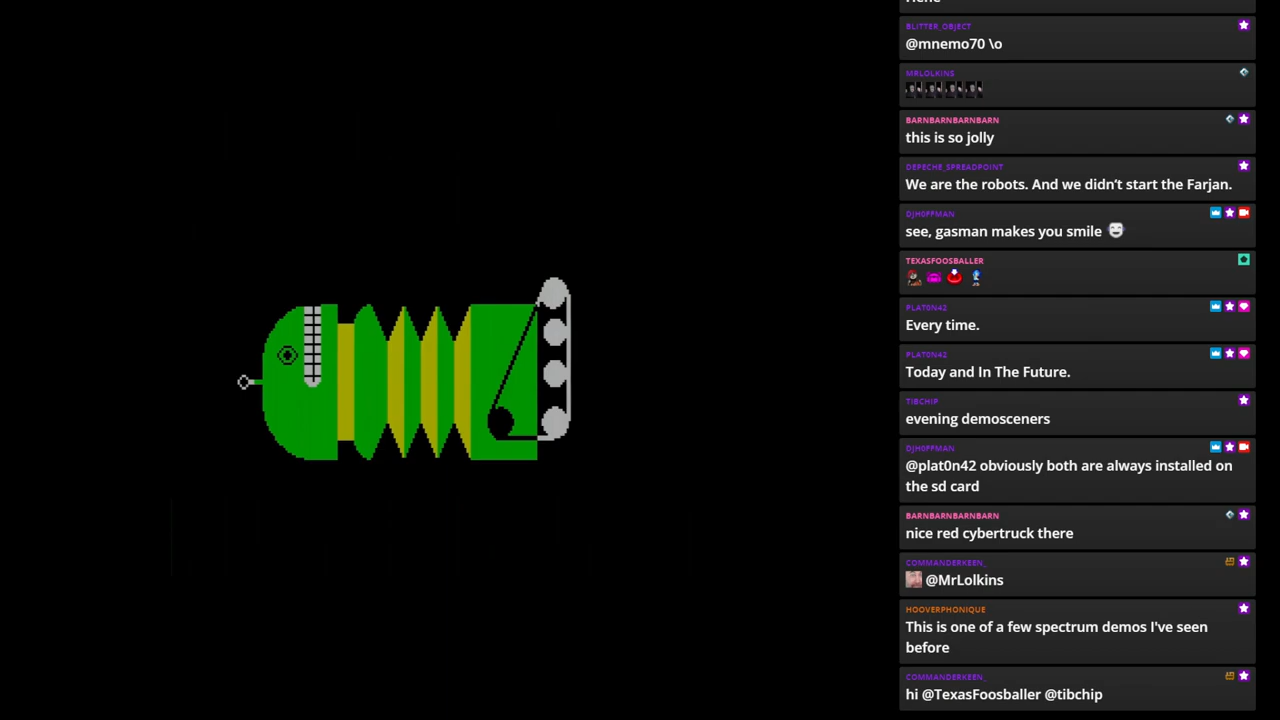 BLITTER_OBJECT
@mnemo70 \o
MRLOLKINS
BARNBARNBARNBARN
this is so jolly
DEPECHE_SPREADPOINT
We are the robots. And we didn't start the Farjan.
DJH0FFMAN
see, gasman makes you smile
TEXASFOOSBALLER
PLAT0N42
Every time.
PLAT0N42
Today and In The Future.
TIBCHIP
evening demosceners
DJH0FFMAN
@plat0n42 obviously both are always installed on
the sd card
BARNBARNBARNBARN
nice red cybertruck there
COMMANDERKEEN_
@MrLolkins
HOOVERPHONIQUE
This is one of a few spectrum demos I've seen
before
COMMANDERKEEN_
hi @TexasFoosballer @tibchip